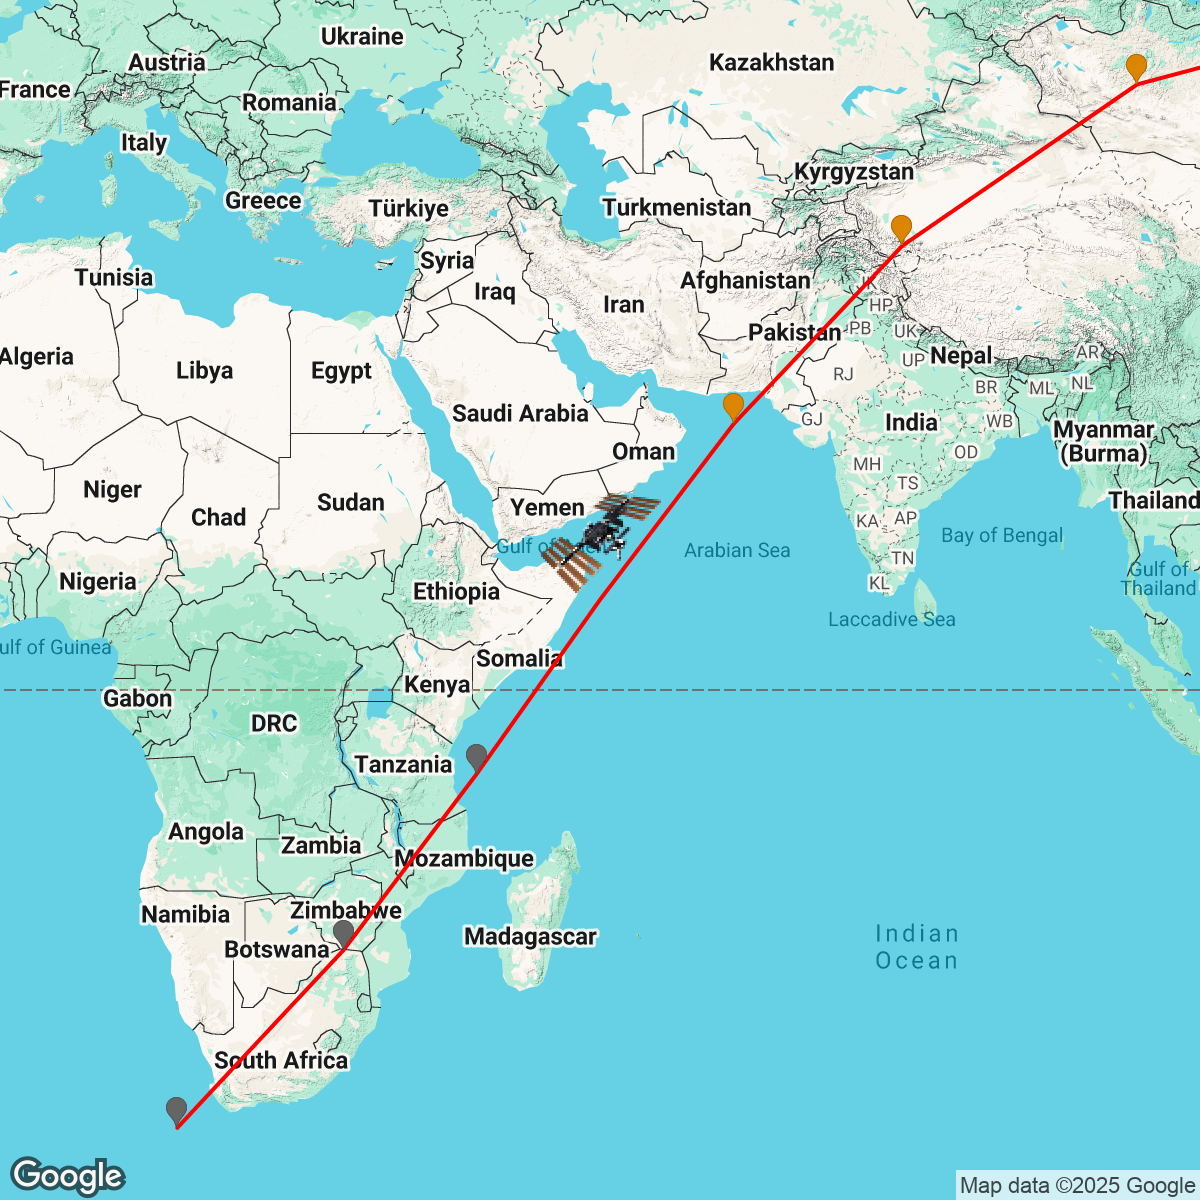 Ukraine
Austria
Kazakhstan
France
Romania
Italy
Kyrgyzstan
Greece
Türkiye
Turkmenistan
Syria
Tunisia
Afghanistan
Iraq
Iran
JK
HP
Pakistan
PB
UK
Algeria
Libya
Egypt
Nepal
AR
UP
RJ
BR
ML
NL
Saudi Arabia
GJ
India
WB
Myanmar
(Burma)
Oman
OD
MH
TS
Niger
Sudan
Yemen
Thailand
Chad
KA
AP
Bay of Bengal
Gulf of
Arabian Sea
TN
Gulf of
Thailand
Nigeria
Ethiopia
KL
Laccadive Sea
ulf of Guinea
Somalia
Kenya
Gabon
DRC
Tanzania
Angola
Zambia
Mozambique
Namibia
Zimbabwe
Botswana
Madagascar
Indian
Ocean
South Africa
Google
Map data ©2025 Google